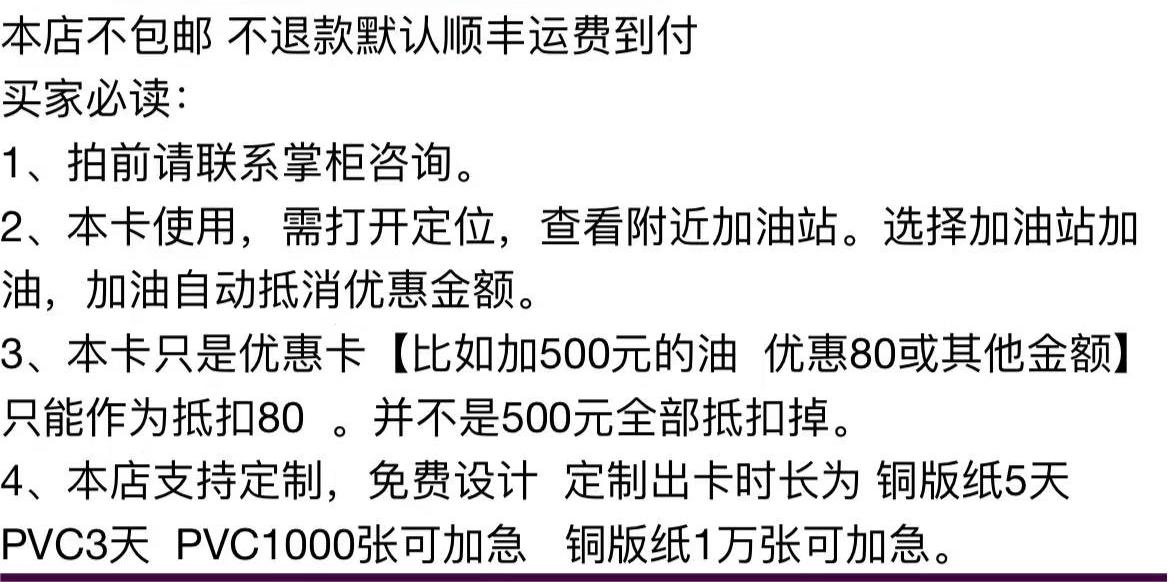 本店不包邮 不退款默认顺丰运费到付
买家必读：
1、拍前请联系掌柜咨询。
2、本卡使用，需打开定位，查看附近加油站。选择加油站加
油，加油自动抵消优惠金额。
3、本卡只是优惠卡【比如加500元的油  优惠80或其他金额】
只能作为抵扣80  。并不是500元全部抵扣掉。
4、本店支持定制，免费设计  定制出卡时长为 铜版纸5天
PVC3天  PVC1000张可加急   铜版纸1万张可加急。